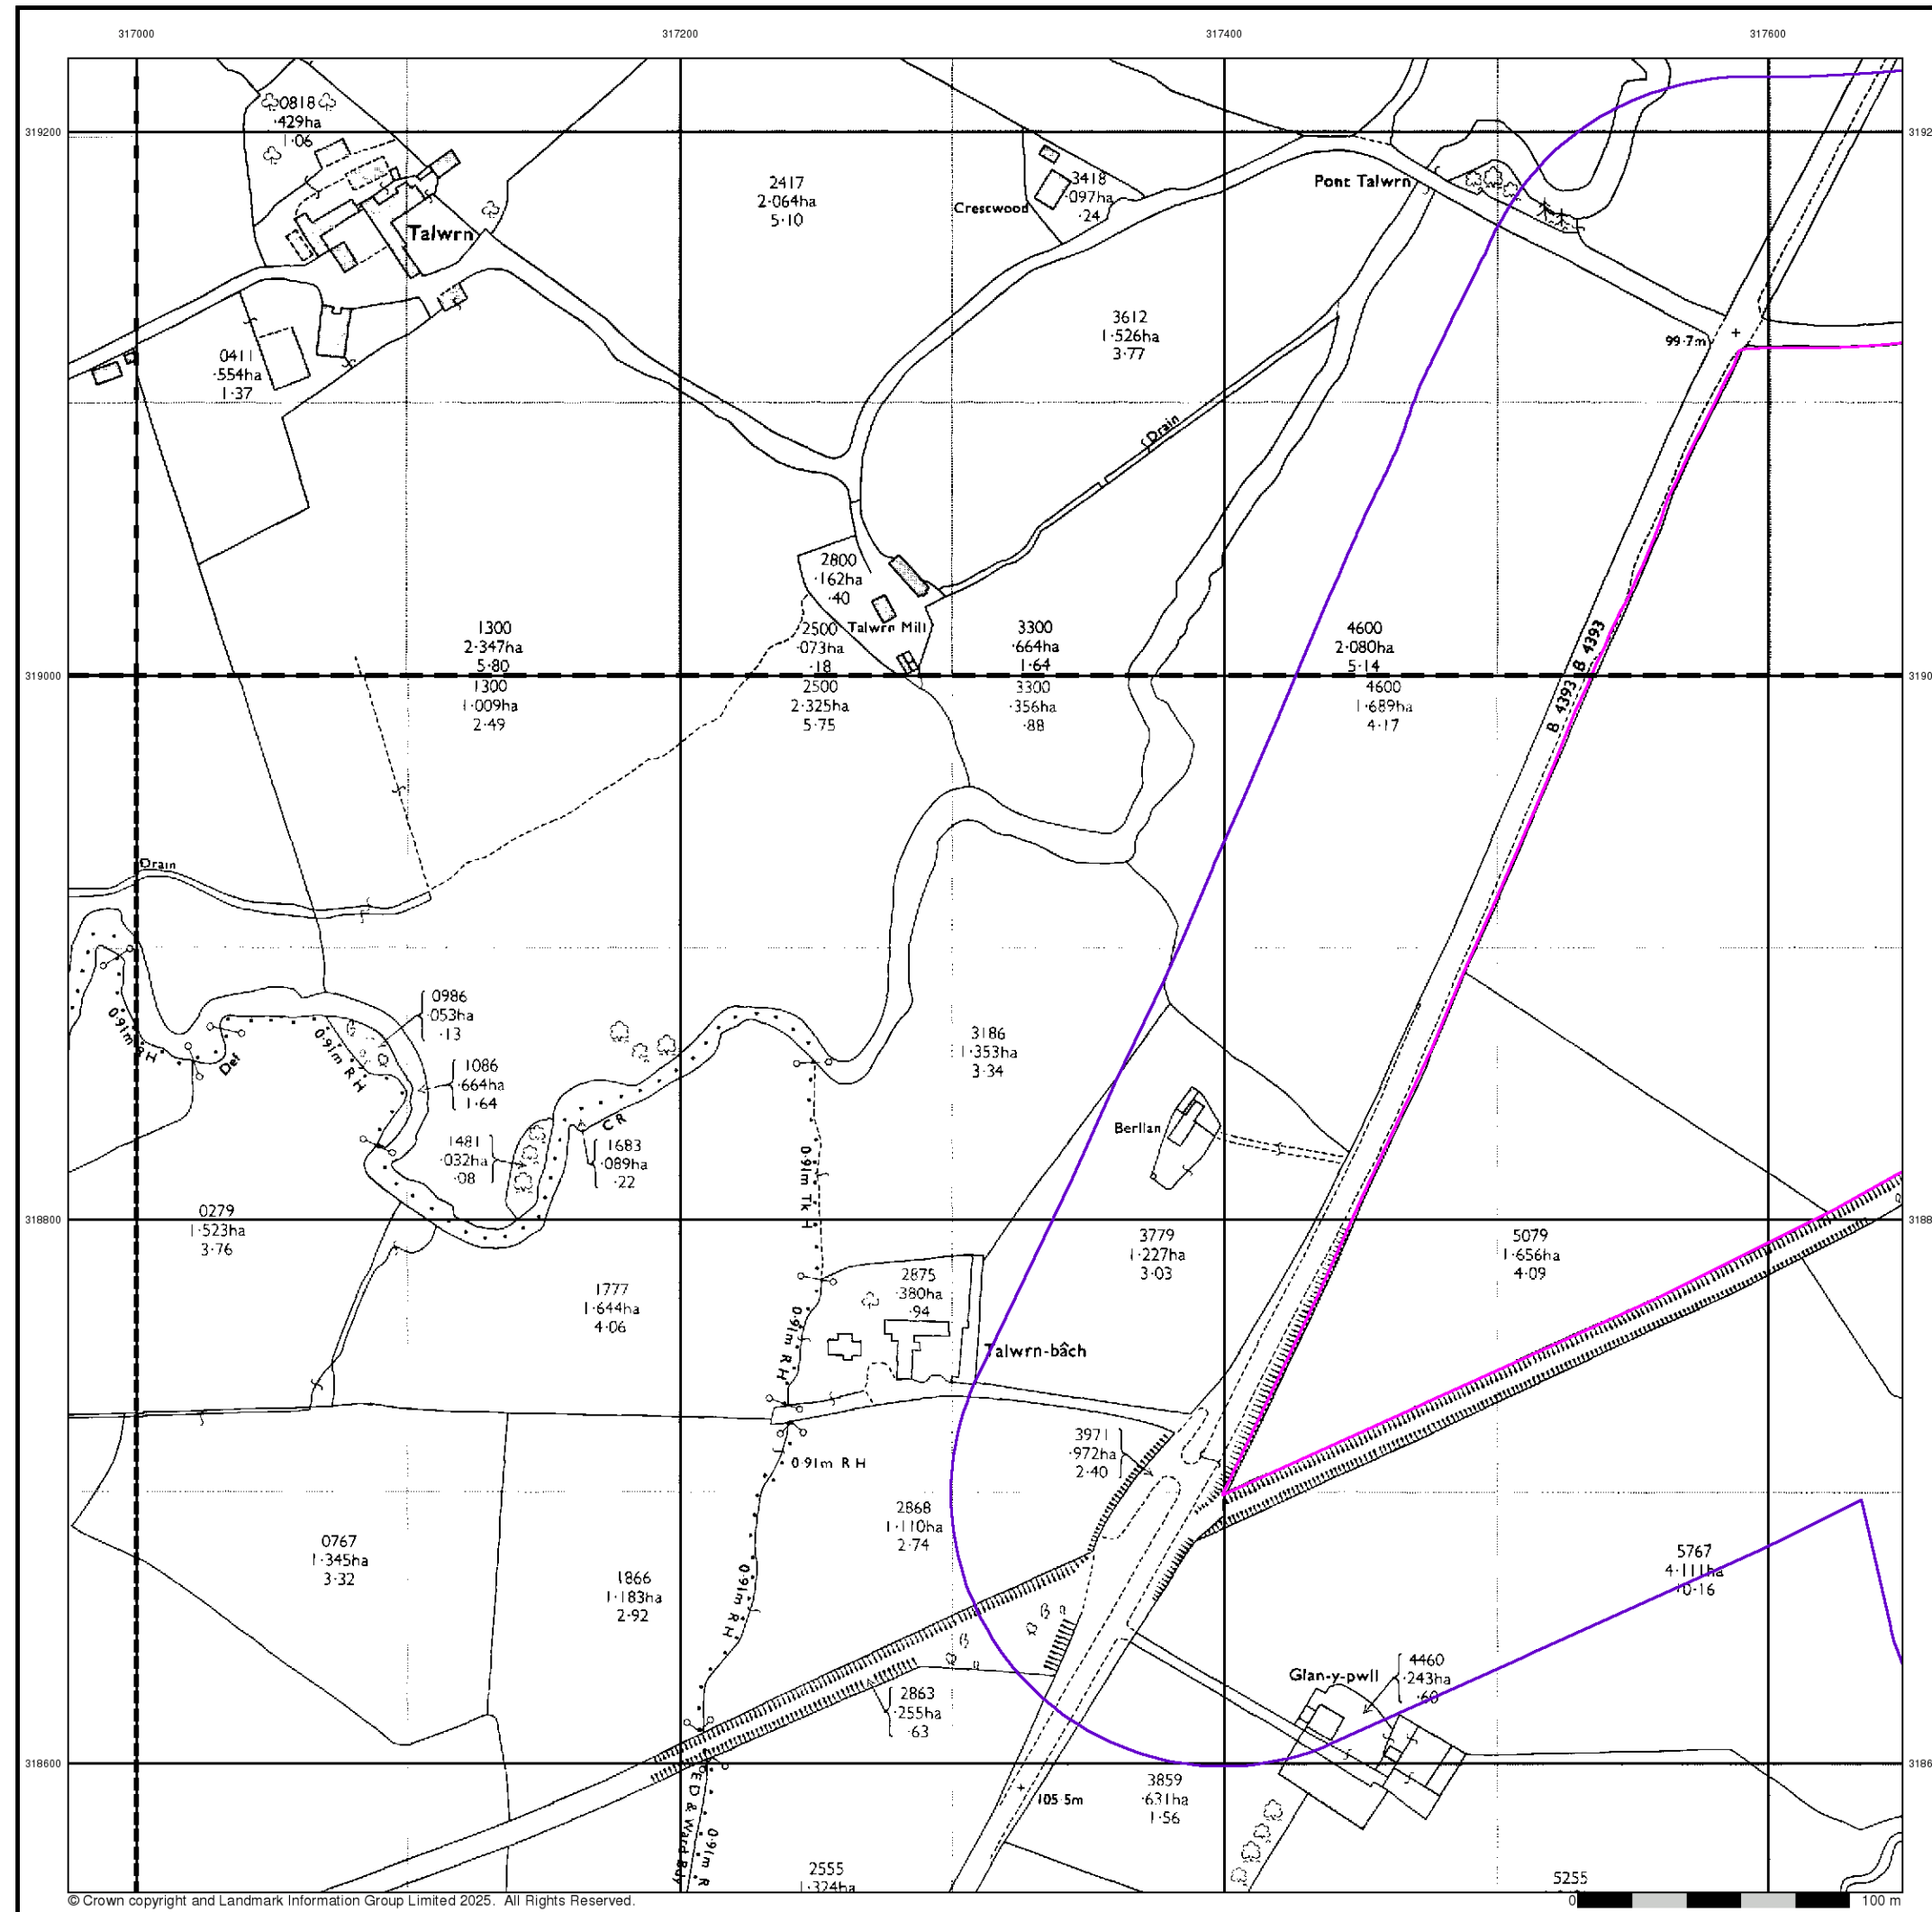 317000
317200
317400
317600
319200
319000
318800
318600
0818
·429ha
1·06
Talwrn
2417
2·064ha
5·10
Crestwood
3418
·097ha
·24
Pont Talwrn
0411
·554ha
1·37
3612
1·526ha
3·77
99·7m
Drain
2800
·162ha
·40
Talwrn Mill
1300
2·347ha
5·80
2500
·073ha
·18
3300
·664ha
1·64
4600
2·080ha
5·14
B 4393
B 4393
1300
1·009ha
2·49
2500
2·325ha
5·75
3300
·356ha
·88
4600
1·689ha
4·17
Drain
0·91m R H
Def
0·91m R H
0986
·053ha
·13
1086
·664ha
1·64
3186
1·353ha
3·34
Berllan
1481
·032ha
·08
C R
1683
·089ha
·22
0·91m Tk H
0279
1·523ha
3·76
3779
1·227ha
3·03
5079
1·656ha
4·09
1777
1·644ha
4·06
2875
·380ha
·94
0·91m R H
Talwrn-bâch
3971
·972ha
2·40
0·91m R H
2868
1·110ha
2·74
0767
1·345ha
3·32
1866
1·183ha
2·92
0·91m R H
5767
4·111ha
10·16
Glan-y-pwll
4460
·243ha
·60
2863
·255ha
·63
105·5m
3859
·631ha
1·56
ED & Ward Bdy
0·91m R
2555
1·324ha
5255
© Crown copyright and Landmark Information Group Limited 2025. All Rights Reserved.
0
100 m